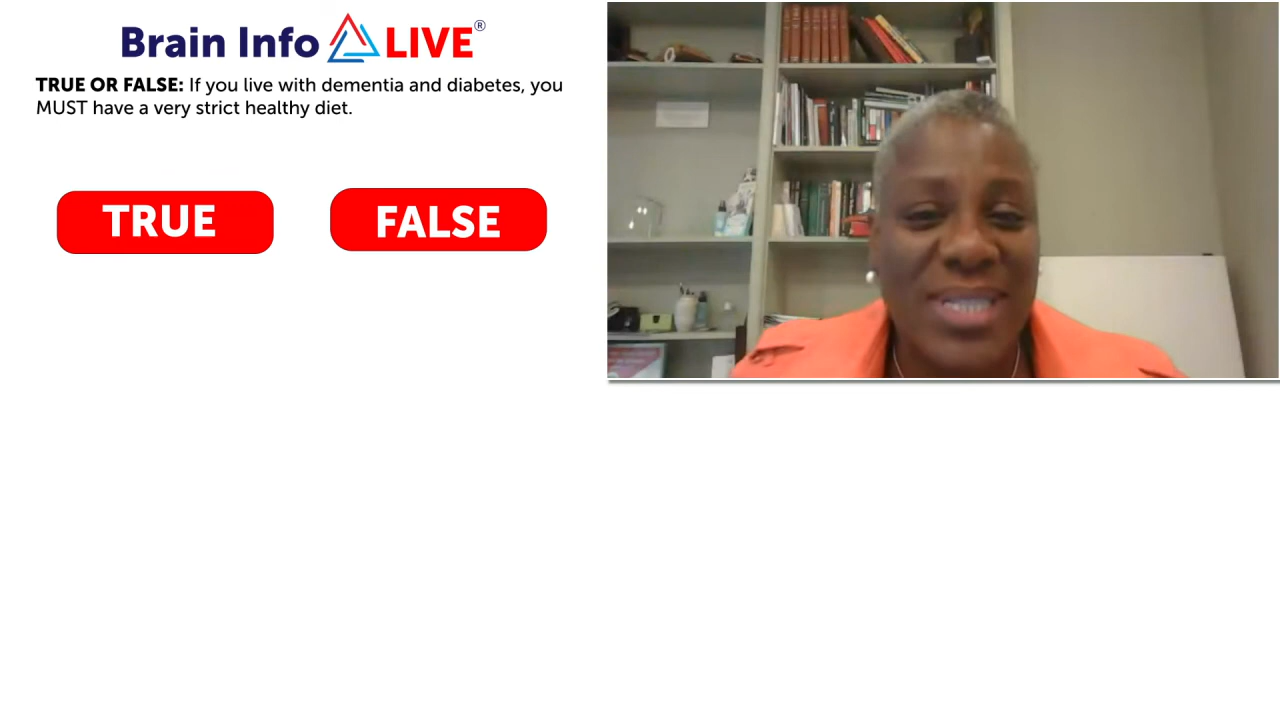 Brain Info LIVE®
TRUE OR FALSE: If you live with dementia and diabetes, you
MUST have a very strict healthy diet.
TRUE
FALSE